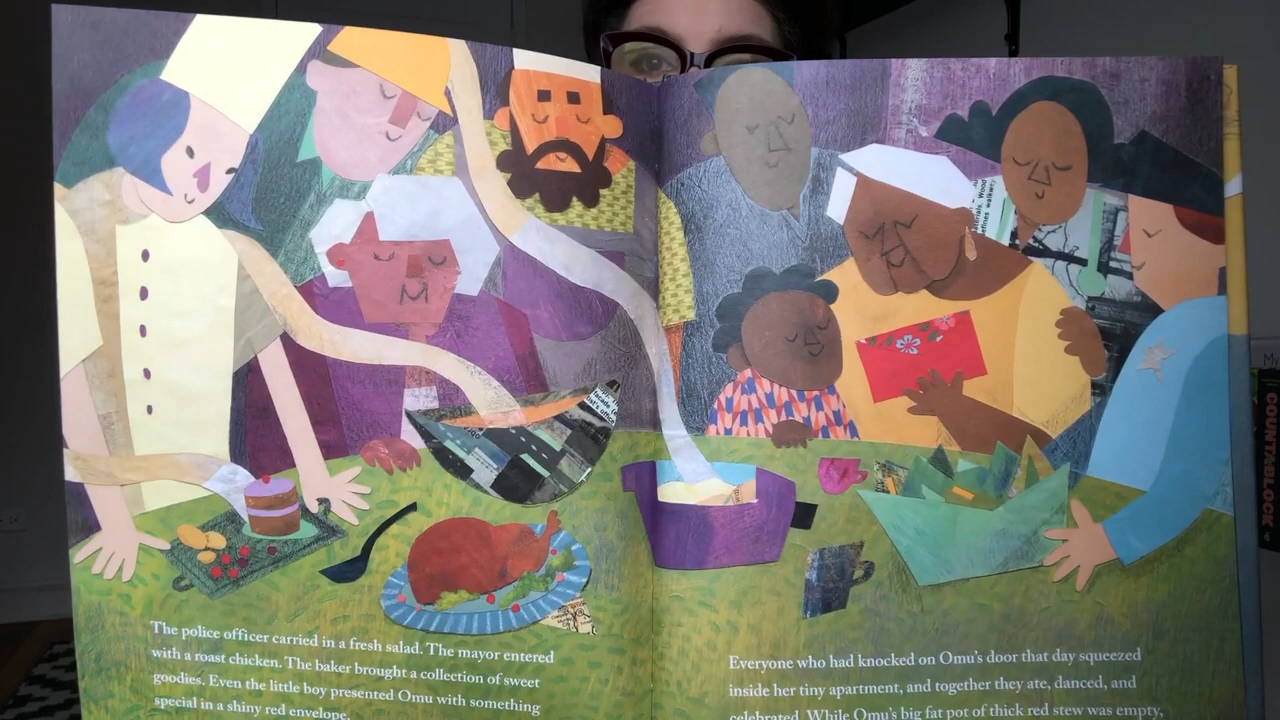 The police officer carried in a fresh salad. The mayor entered
with a roast chicken. The baker brought a collection of sweet
goodies. Even the little boy presented Omu with something
special in a shiny red envelope.
Everyone who had knocked on Omu's door that day squeezed
inside her tiny apartment, and together they ate, danced, and
celebrated. While Omu's big fat pot of thick red stew was empty,
COUNTABLOCK